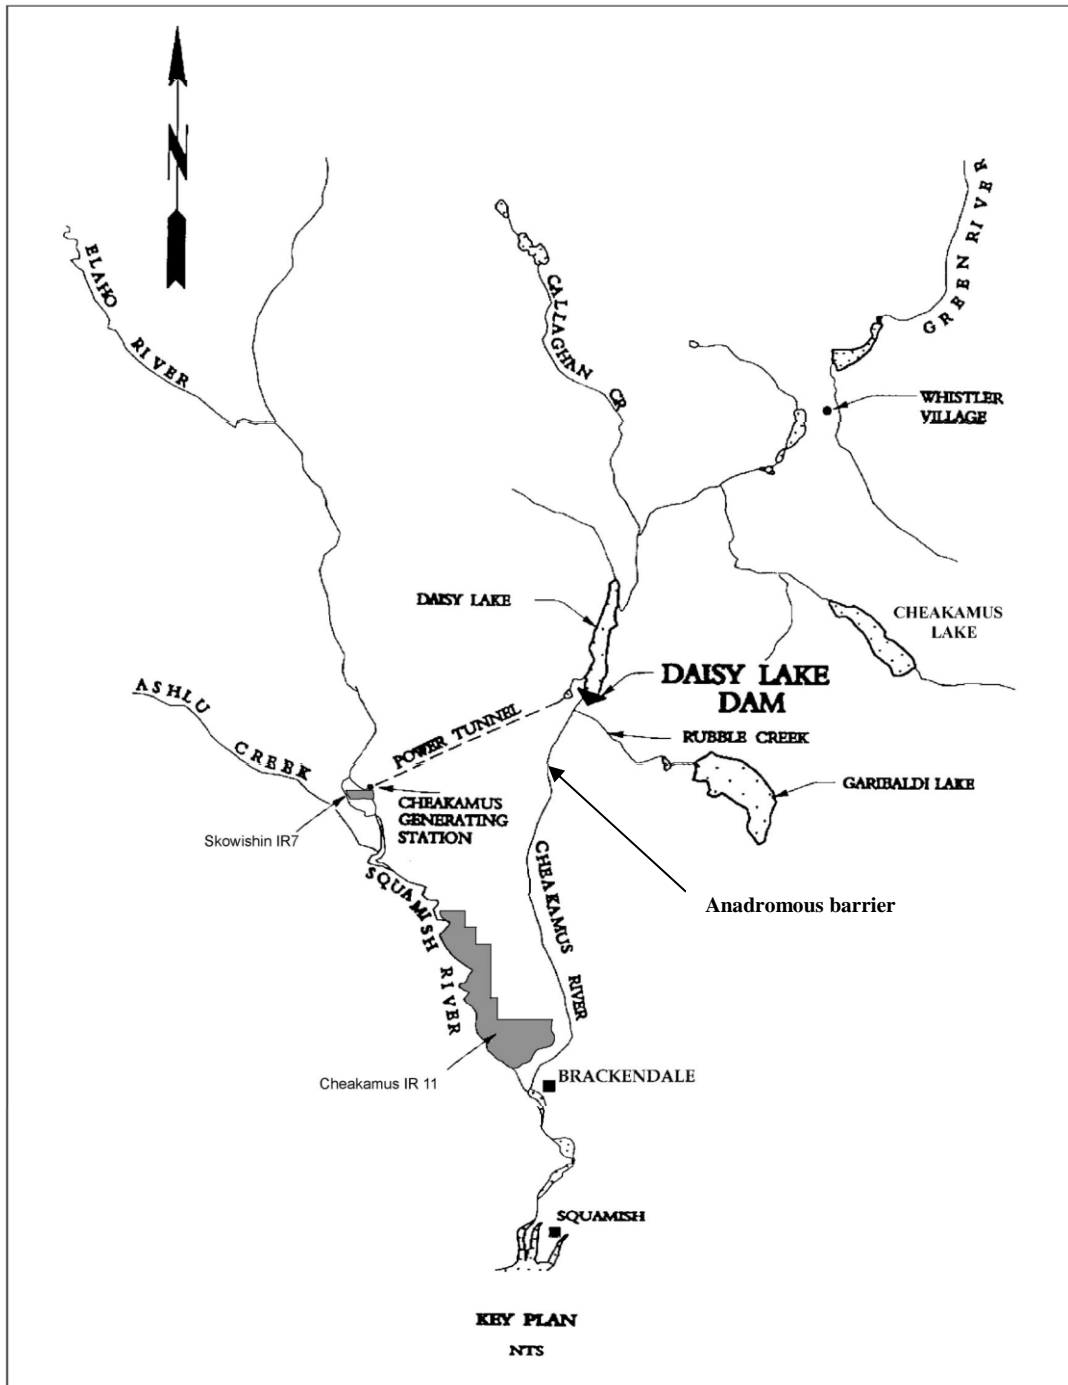 N
ELAHO
RIVER
CALLAGHAN CR
GREEN RIVER
WHISTLER
VILLAGE
DAISY LAKE
CHEAKAMUS
LAKE
DAISY LAKE
DAM
ASHLU
CREEK
POWER TUNNEL
RUBBLE CREEK
GARIBALDI LAKE
CHEAKAMUS
GENERATING
STATION
Skowishin IR7
SQUAMISH
RIVER
CHEAKAMUS
RIVER
Anadromous barrier
Cheakamus IR 11
BRACKENDALE
SQUAMISH
KEY PLAN
NTS